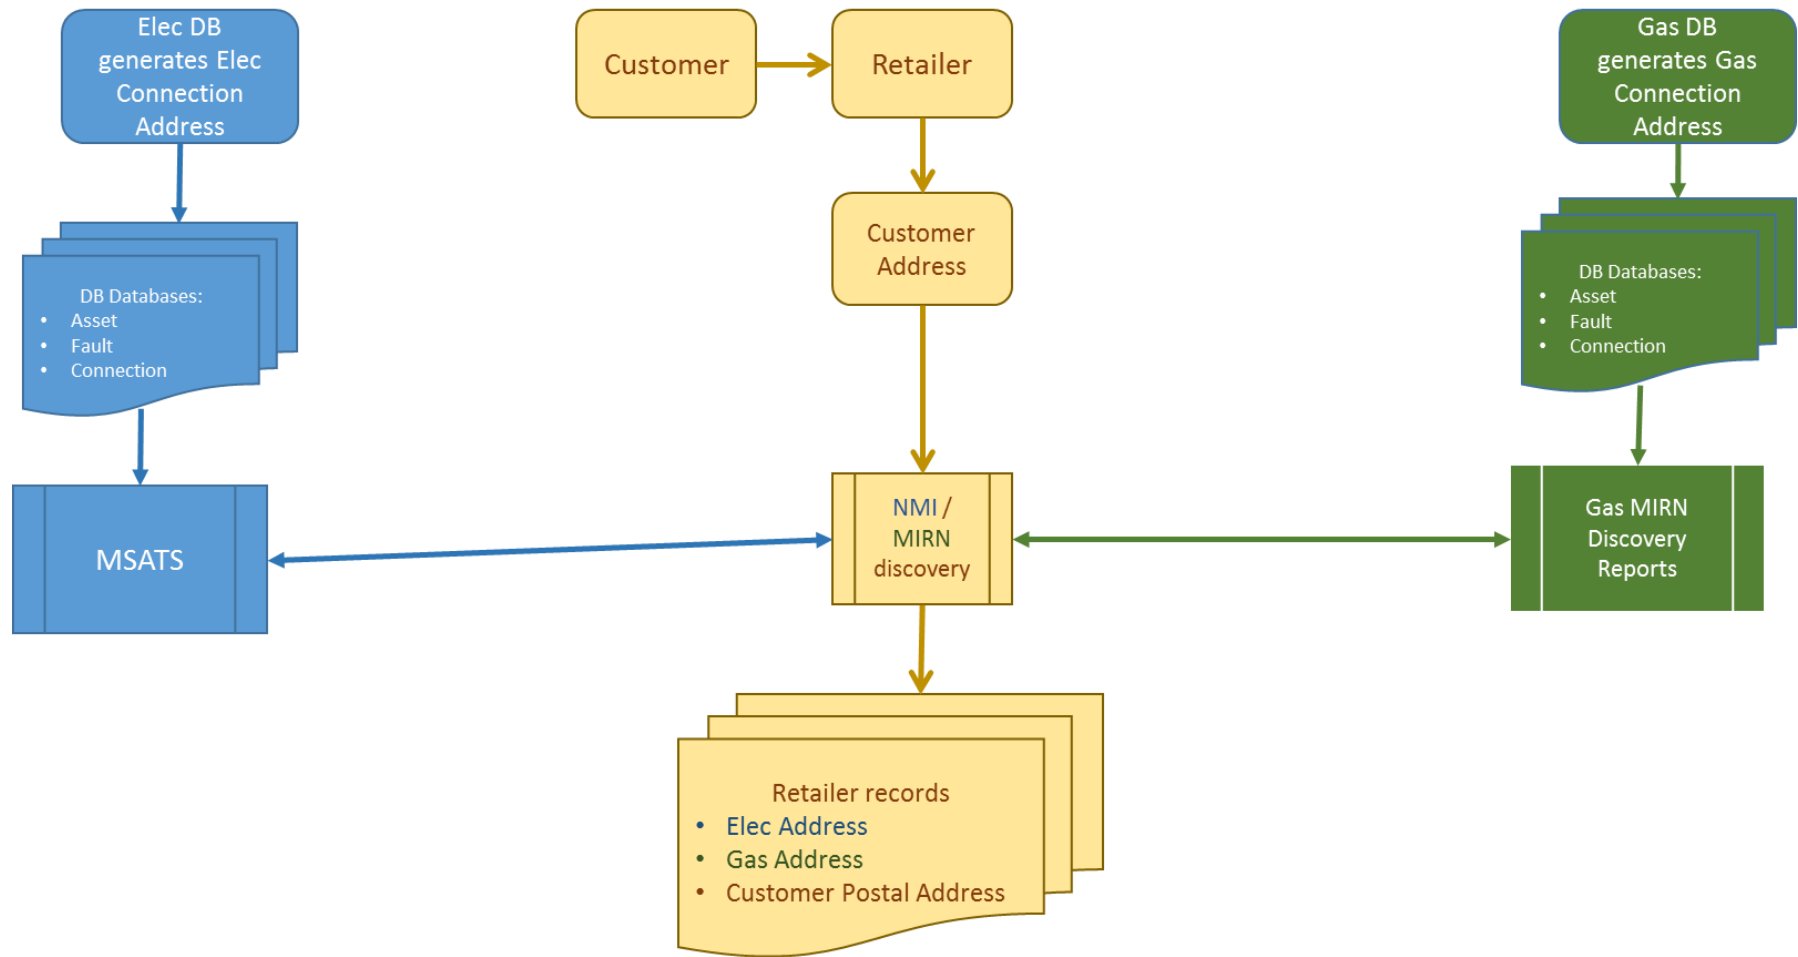 Elec DB
generates Elec
Connection
Address
DB Databases:
• Asset
• Fault
• Connection
MSATS
Customer
Retailer
Customer
Address
NMI /
MIRN
discovery
Retailer records
• Elec Address
• Gas Address
• Customer Postal Address
Gas DB
generates Gas
Connection
Address
DB Databases:
• Asset
• Fault
• Connection
Gas MIRN
Discovery
Reports